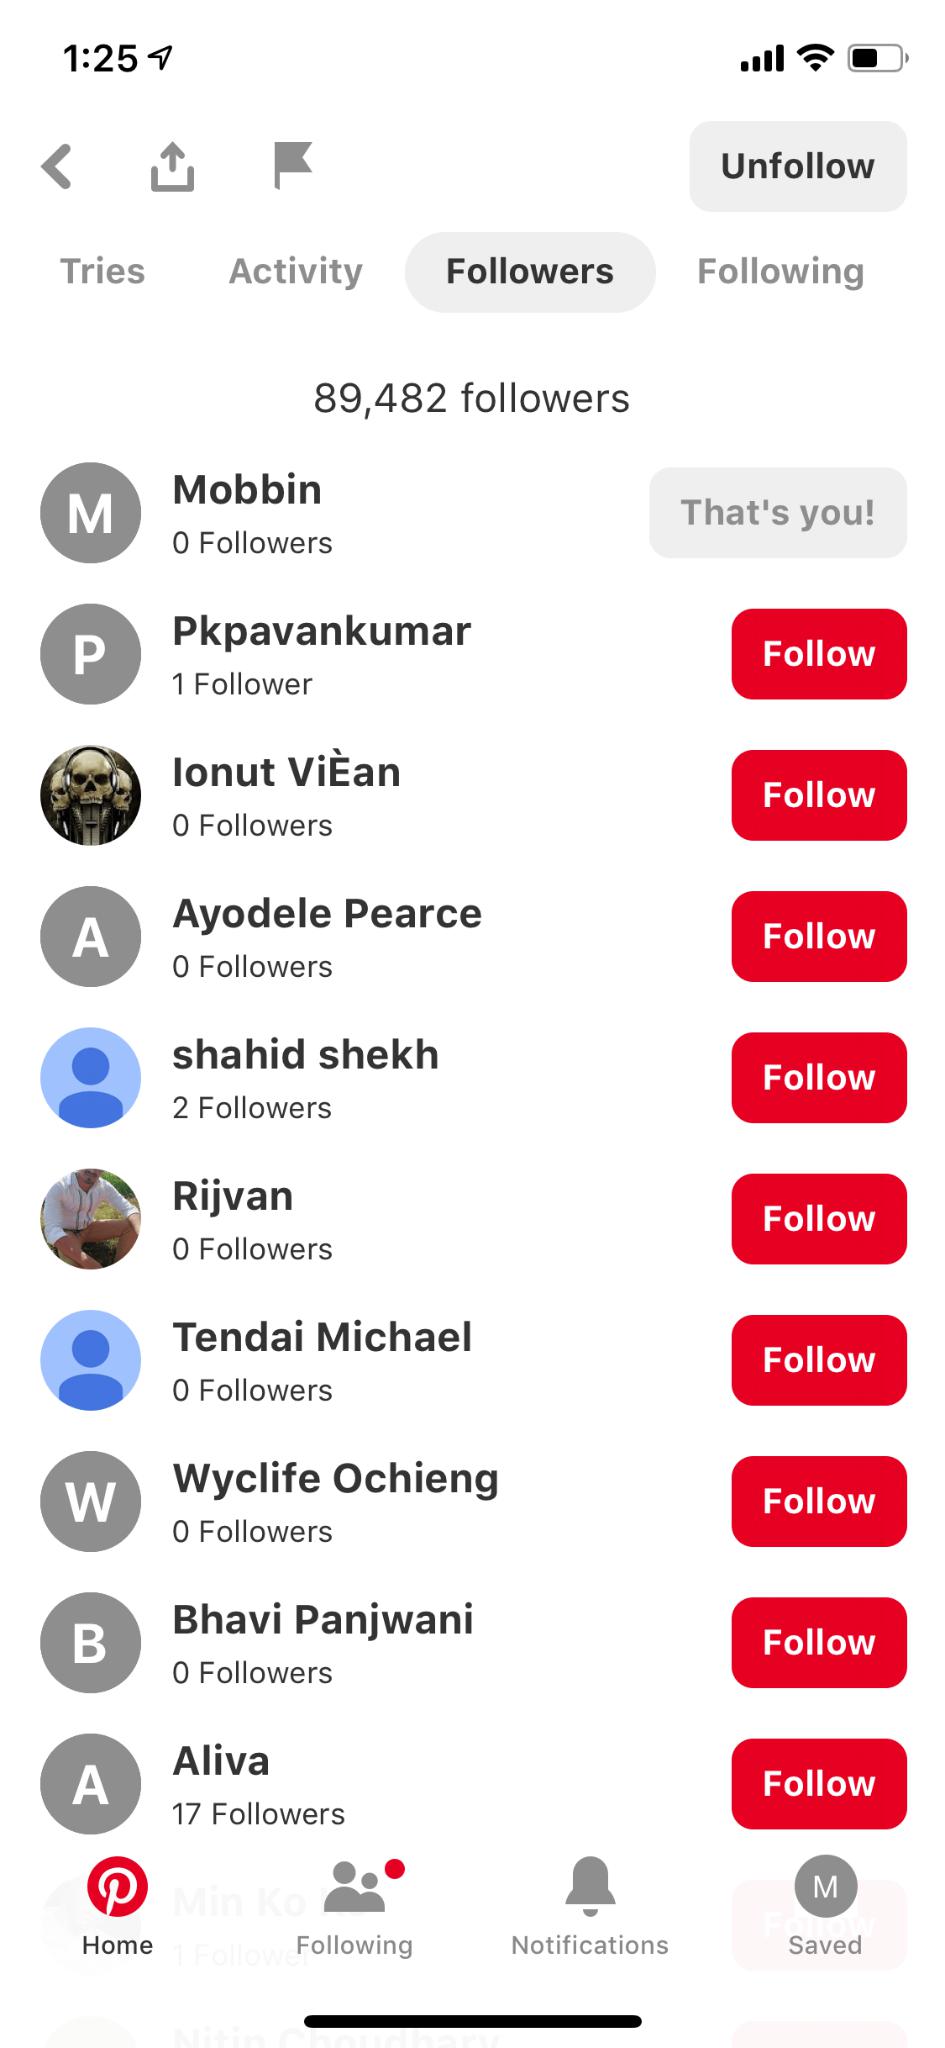 1:25
Unfollow
Tries Activity Followers Following
89,482 followers
M Mobbin That's you!
0 Followers
P Pkpavankumar Follow
1 Follower
Ionut ViÈan Follow
0 Followers
A Ayodele Pearce Follow
0 Followers
shahid shekh Follow
2 Followers
Rijvan Follow
0 Followers
Tendai Michael Follow
0 Followers
W Wyclife Ochieng Follow
0 Followers
B Bhavi Panjwani Follow
0 Followers
A Aliva Follow
17 Followers
Min Ko Follow
M
1 Follower
Home Following Notifications Saved
Nitin Choudhary